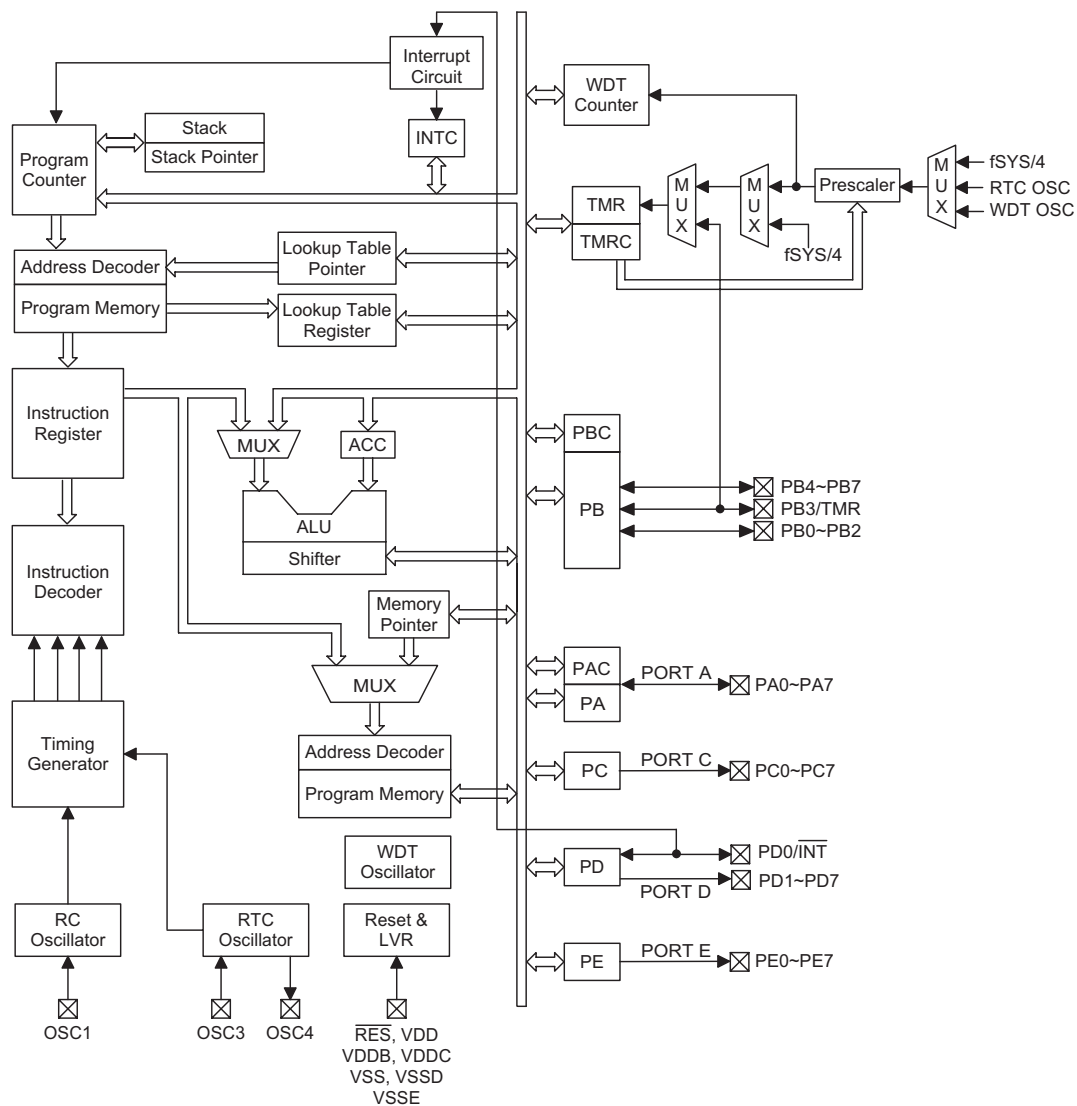 Interrupt
Circuit
WDT
Counter
Stack
Stack Pointer
INTC
Program
Counter
M
U
X
fSYS/4
RTC OSC
WDT OSC
Prescaler
M
U
X
M
U
X
TMR
TMRC
fSYS/4
Address Decoder
Program Memory
Lookup Table
Pointer
Lookup Table
Register
Instruction
Register
MUX
ACC
PBC
PB
PB4~PB7
PB3/TMR
PB0~PB2
ALU
Shifter
Instruction
Decoder
Memory
Pointer
MUX
PAC
PA
PORT A
PA0~PA7
Timing
Generator
Address Decoder
Program Memory
PC
PORT C
PC0~PC7
WDT
Oscillator
PD
PORT D
PD0/I̅N̅T̅
PD1~PD7
RC
Oscillator
RTC
Oscillator
Reset &
LVR
PE
PORT E
PE0~PE7
OSC1
OSC3
OSC4
R̅E̅S̅, VDD
VDDB, VDDC
VSS, VSSD
VSSE